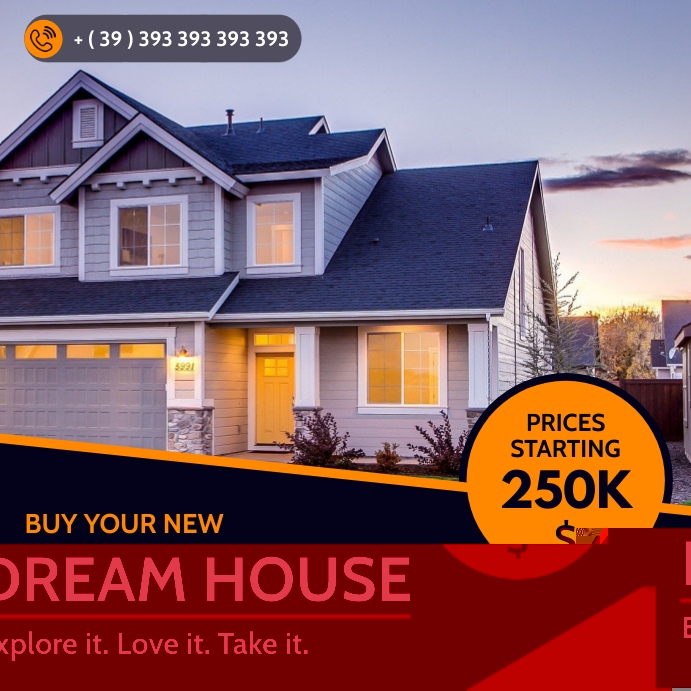 + ( 39 ) 393 393 393 393
5221
PRICES
STARTING
250K
$
BUY YOUR NEW
DREAM HOUSE
xplore it. Love it. Take it.